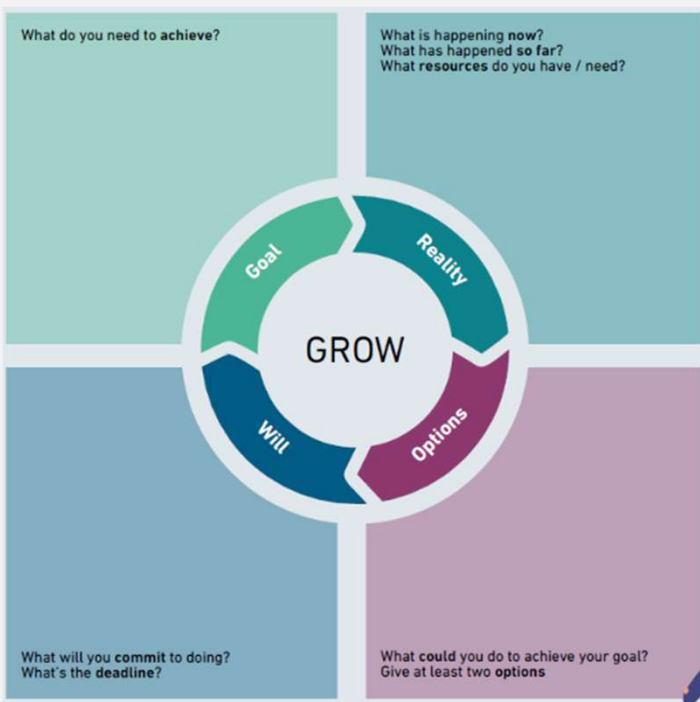 What do you need to achieve?
What is happening now?
What has happened so far?
What resources do you have / need?
Goal
Reality
GROW
Will
Options
What will you commit to doing?
What's the deadline?
What could you do to achieve your goal?
Give at least two options